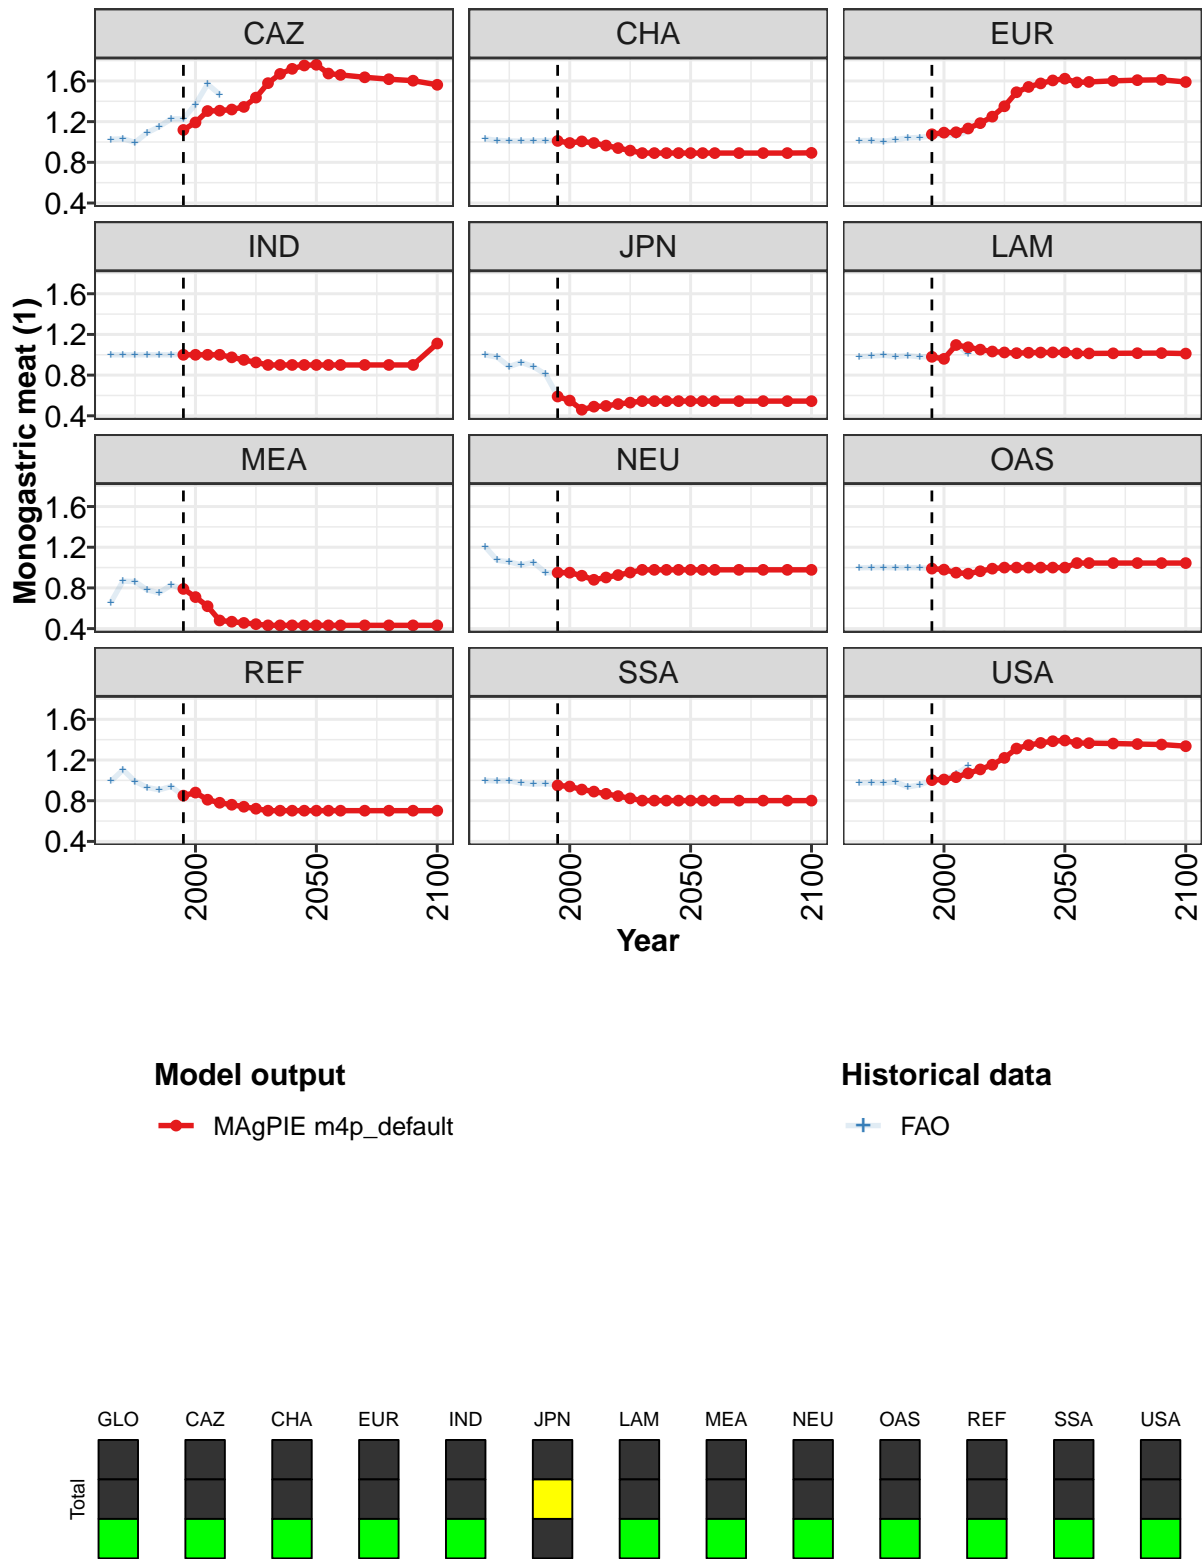 CAZ CHA EUR
1.6
1.2
0.8
0.4
IND JPN LAM
1.6
1.2
0.8
0.4
MEA NEU OAS
1.6
1.2
0.8
0.4
REF SSA USA
1.6
1.2
0.8
0.4
Monogastric meat (1)
2000 2050 2100 2000 2050 2100 2000 2050 2100
Year
Model output Historical data
MAgPIE m4p_default FAO
GLO CAZ CHA EUR IND JPN LAM MEA NEU OAS REF SSA USA
Total